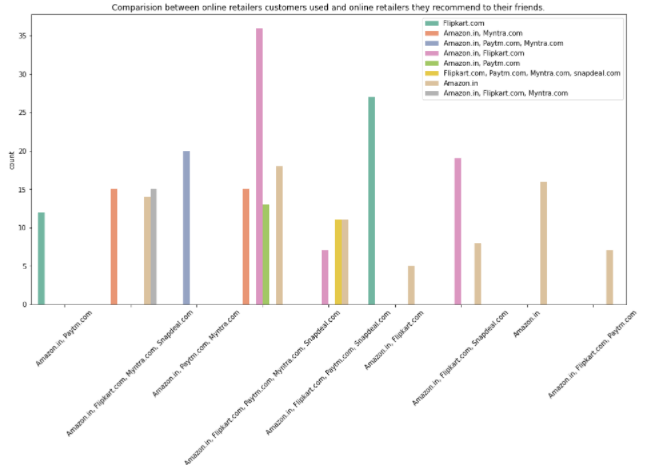 Comparision between online retailers customers used and online retailers they recommend to their friends.
Flipkart.com
Amazon.in, Myntra.com
Amazon.in, Paytm.com, Myntra.com
Amazon.in, Flipkart.com
Amazon.in, Paytm.com
Flipkart.com, Paytm.com, Myntra.com, snapdeal.com
Amazon.in
Amazon.in, Flipkart.com, Myntra.com
count
35
30
25
20
15
10
5
0
Amazon.in, Paytm.com
Amazon.in, Flipkart.com, Myntra.com, Snapdeal.com
Amazon.in, Paytm.com, Myntra.com
Amazon.in, Flipkart.com, Paytm.com, Myntra.com, Snapdeal.com
Amazon.in, Flipkart.com, Paytm.com, Snapdeal.com
Amazon.in, Flipkart.com
Amazon.in, Flipkart.com, Snapdeal.com
Amazon.in
Amazon.in, Flipkart.com, Paytm.com